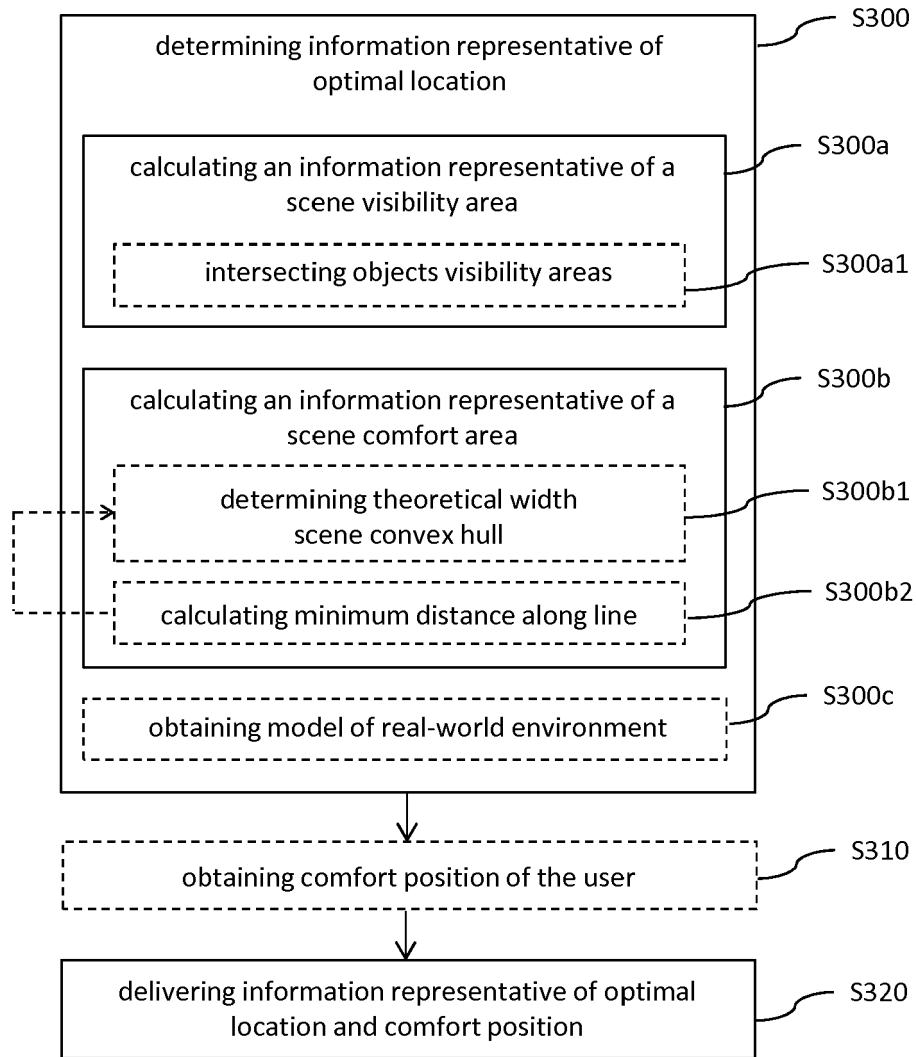 S300
determining information representative of
optimal location
S300a
calculating an information representative of a
scene visibility area
S300a1
intersecting objects visibility areas
S300b
calculating an information representative of a
scene comfort area
S300b1
determining theoretical width
scene convex hull
S300b2
calculating minimum distance along line
S300c
obtaining model of real-world environment
S310
obtaining comfort position of the user
S320
delivering information representative of optimal
location and comfort position